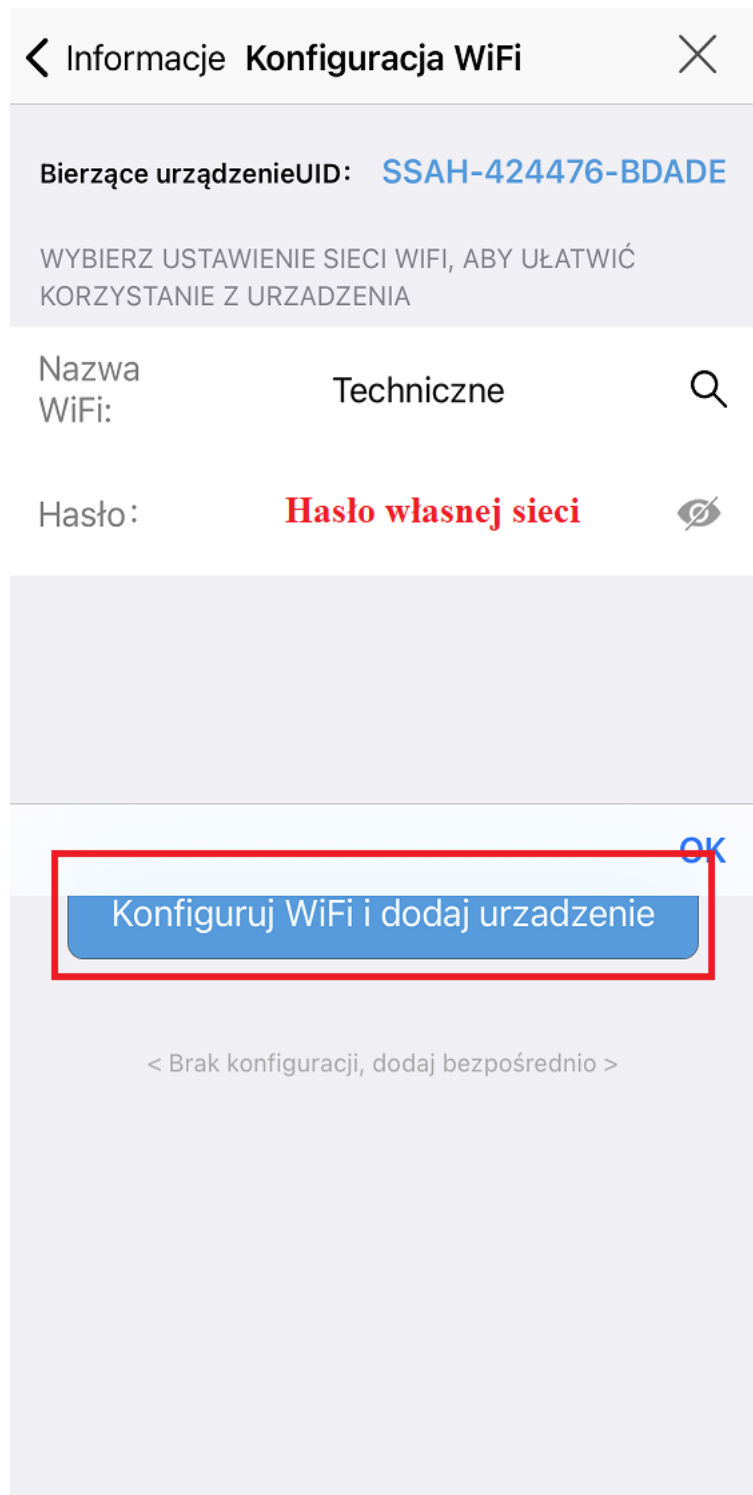 Informacje Konfiguracja WiFi
Bierzące urządzenieUID: SSAH-424476-BDADE
WYBIERZ USTAWIENIE SIECI WIFI, ABY UŁATWIĆ
KORZYSTANIE Z URZADZENIA
Nazwa
WiFi:
Techniczne
Hasło: Hasło własnej sieci
OK
Konfiguruj WiFi i dodaj urzadzenie
< Brak konfiguracji, dodaj bezpośrednio >